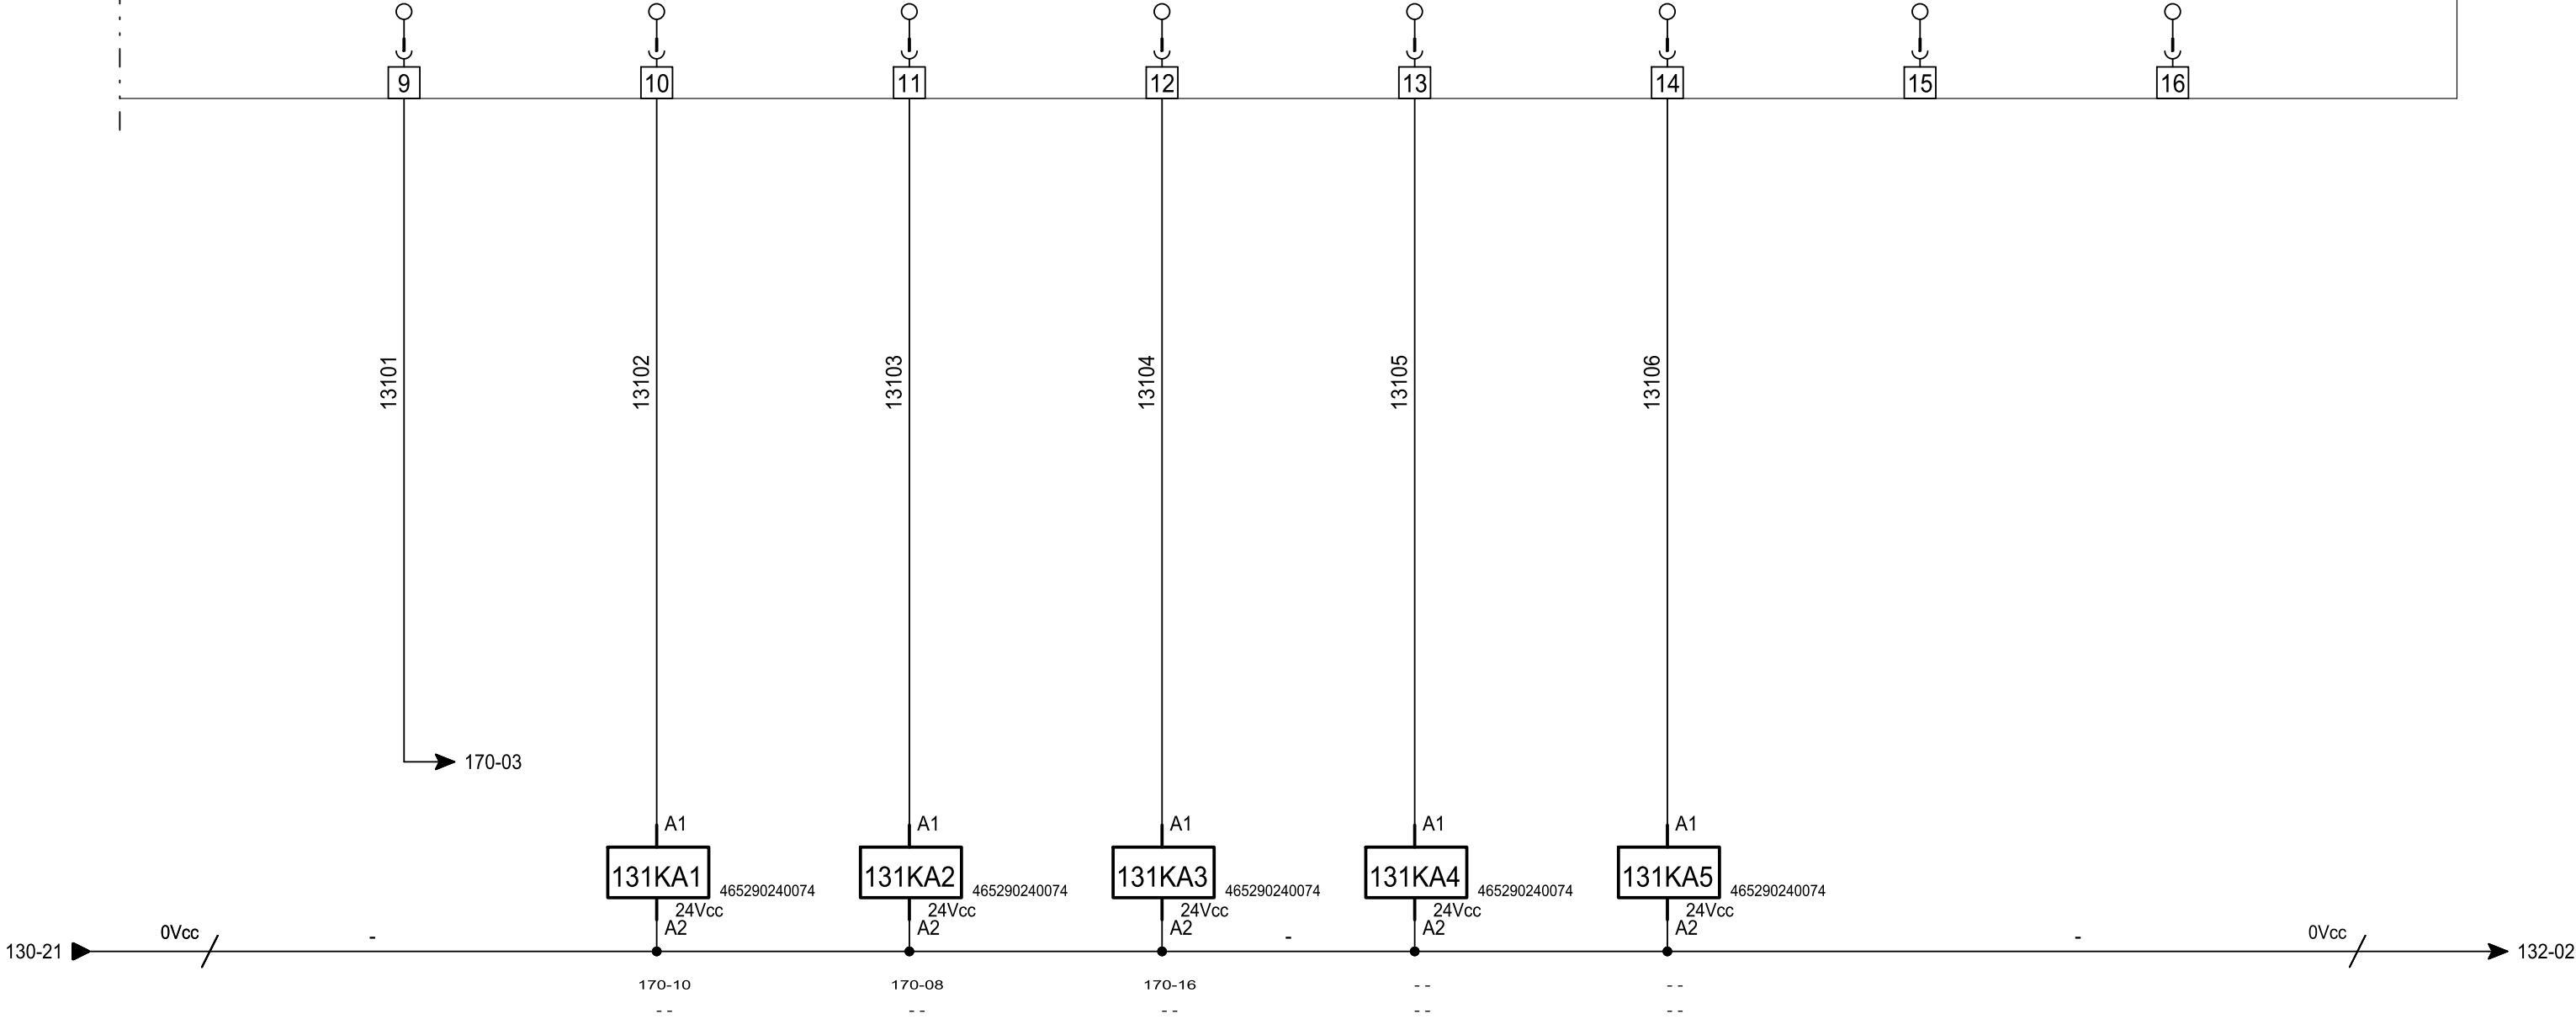 9 10 11 12 13 14 15 16
13101 13102 13103 13104 13105 13106
170-03
A1 A1 A1 A1 A1
131KA1 131KA2 131KA3 131KA4 131KA5
465290240074 465290240074 465290240074 465290240074 465290240074
24Vcc 24Vcc 24Vcc 24Vcc 24Vcc
A2 A2 A2 A2 A2
0Vcc - - - 0Vcc
130-21 132-02
170-10 170-08 170-16 -- --
-- -- -- -- --